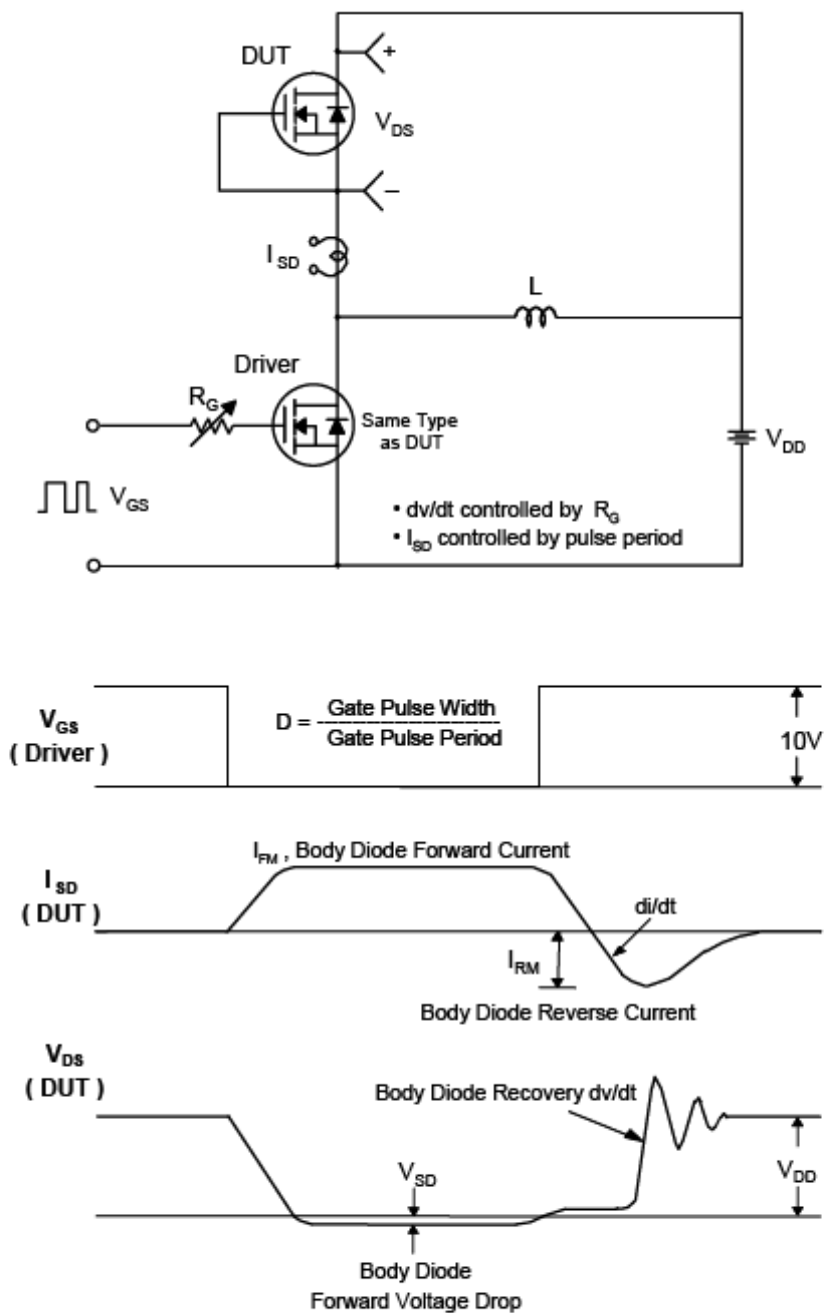 DUT
+
V_DS
–
I_SD
L
Driver
R_G
Same Type
as DUT
V_DD
V_GS
• dv/dt controlled by R_G
• I_SD controlled by pulse period
V_GS
( Driver )
D = Gate Pulse Width
Gate Pulse Period
10V
I_FM , Body Diode Forward Current
I_SD
( DUT )
di/dt
I_RM
Body Diode Reverse Current
V_DS
( DUT )
Body Diode Recovery dv/dt
V_SD
V_DD
Body Diode
Forward Voltage Drop